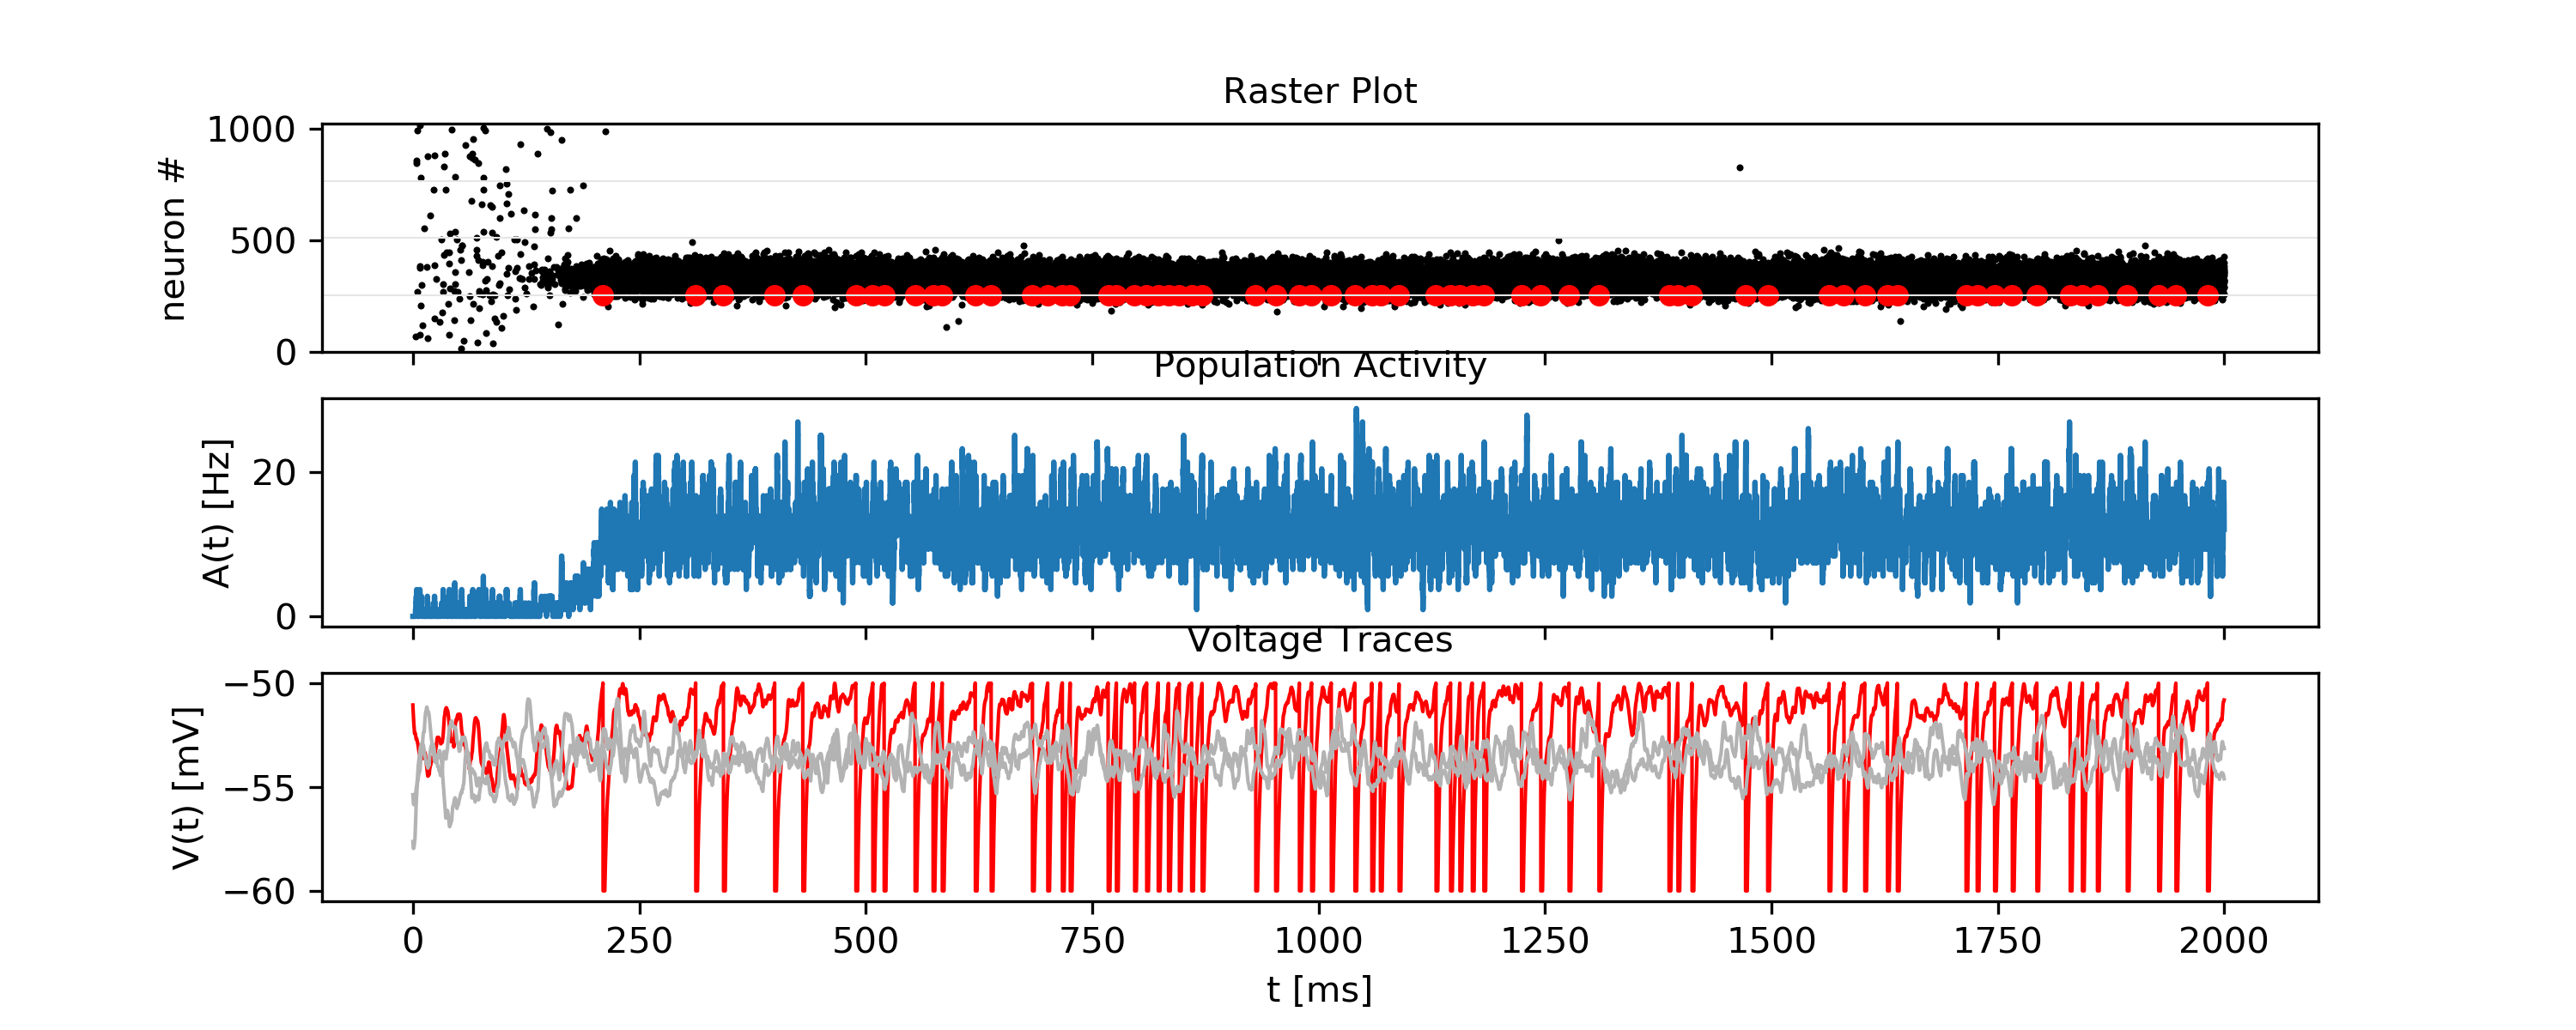 Raster Plot
1000
500
0
neuron #
Population Activity
20
0
A(t) [Hz]
Voltage Traces
−50
−55
−60
V(t) [mV]
0 250 500 750 1000 1250 1500 1750 2000
t [ms]